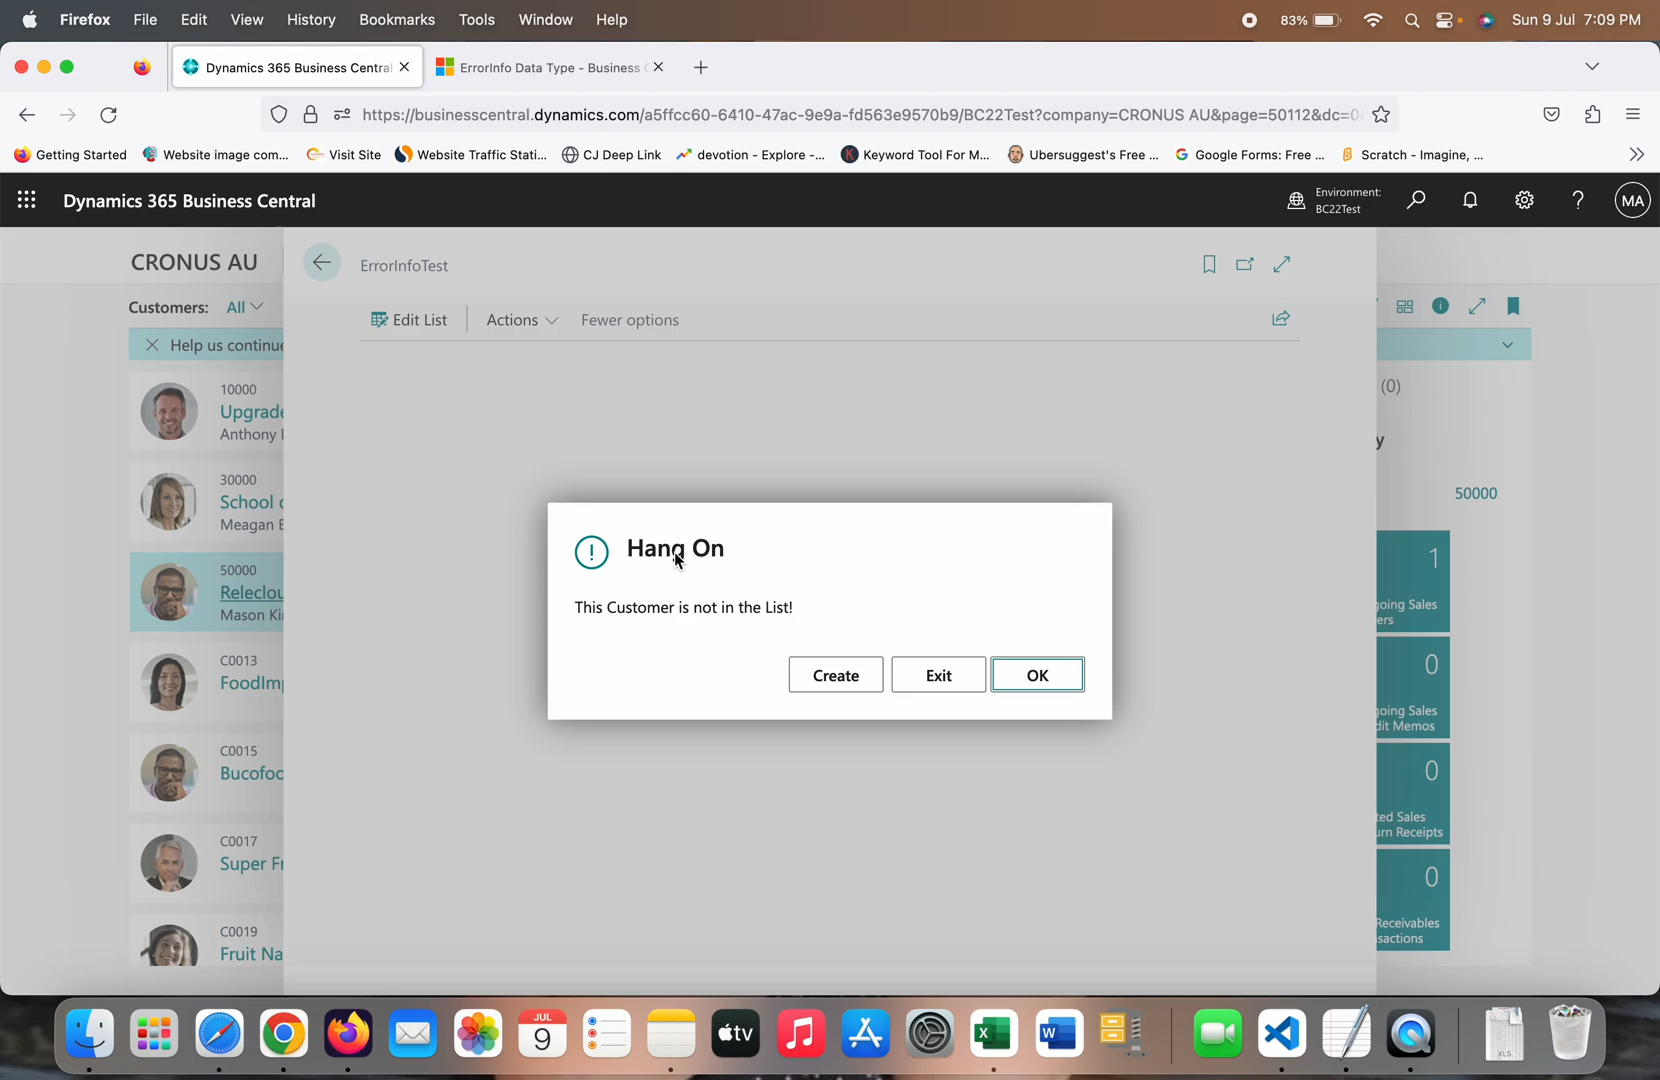 Firefox File Edit View History Bookmarks Tools Window Help 83% Sun 9 Jul 7:09 PM
Dynamics 365 Business Central ErrorInfo Data Type - Business
https://businesscentral.dynamics.com/a5ffcc60-6410-47ac-9e9a-fd563e9570b9/BC22Test?company=CRONUS AU&page=50112&dc=0
Getting Started Website image com... Visit Site Website Traffic Stati... CJ Deep Link devotion - Explore -... Keyword Tool For M... Ubersuggest's Free ... Google Forms: Free ... Scratch - Imagine, ...
Dynamics 365 Business Central Environment: BC22Test ? MA
CRONUS AU ErrorInfoTest
Customers: All Edit List Actions Fewer options
Help us continue
10000
Upgrade
Anthony
(0)
y
30000
School
Meagan
50000
50000
Relecloud
Mason Ki
1
going Sales
ers
C0013
FoodImp
0
going Sales
dit Memos
C0015
Bucofoo
0
ted Sales
urn Receipts
C0017
Super Fr
0
Receivables
sactions
C0019
Fruit Na
Hang On
This Customer is not in the List!
Create Exit OK
JUL
9
tv
X
W
XLS